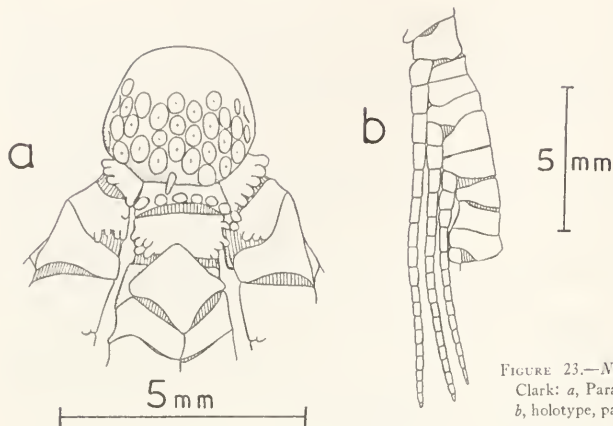 a
b
5 mm
5 mm
FIGURE 23.—N
Clark: a, Para
b, holotype, pa